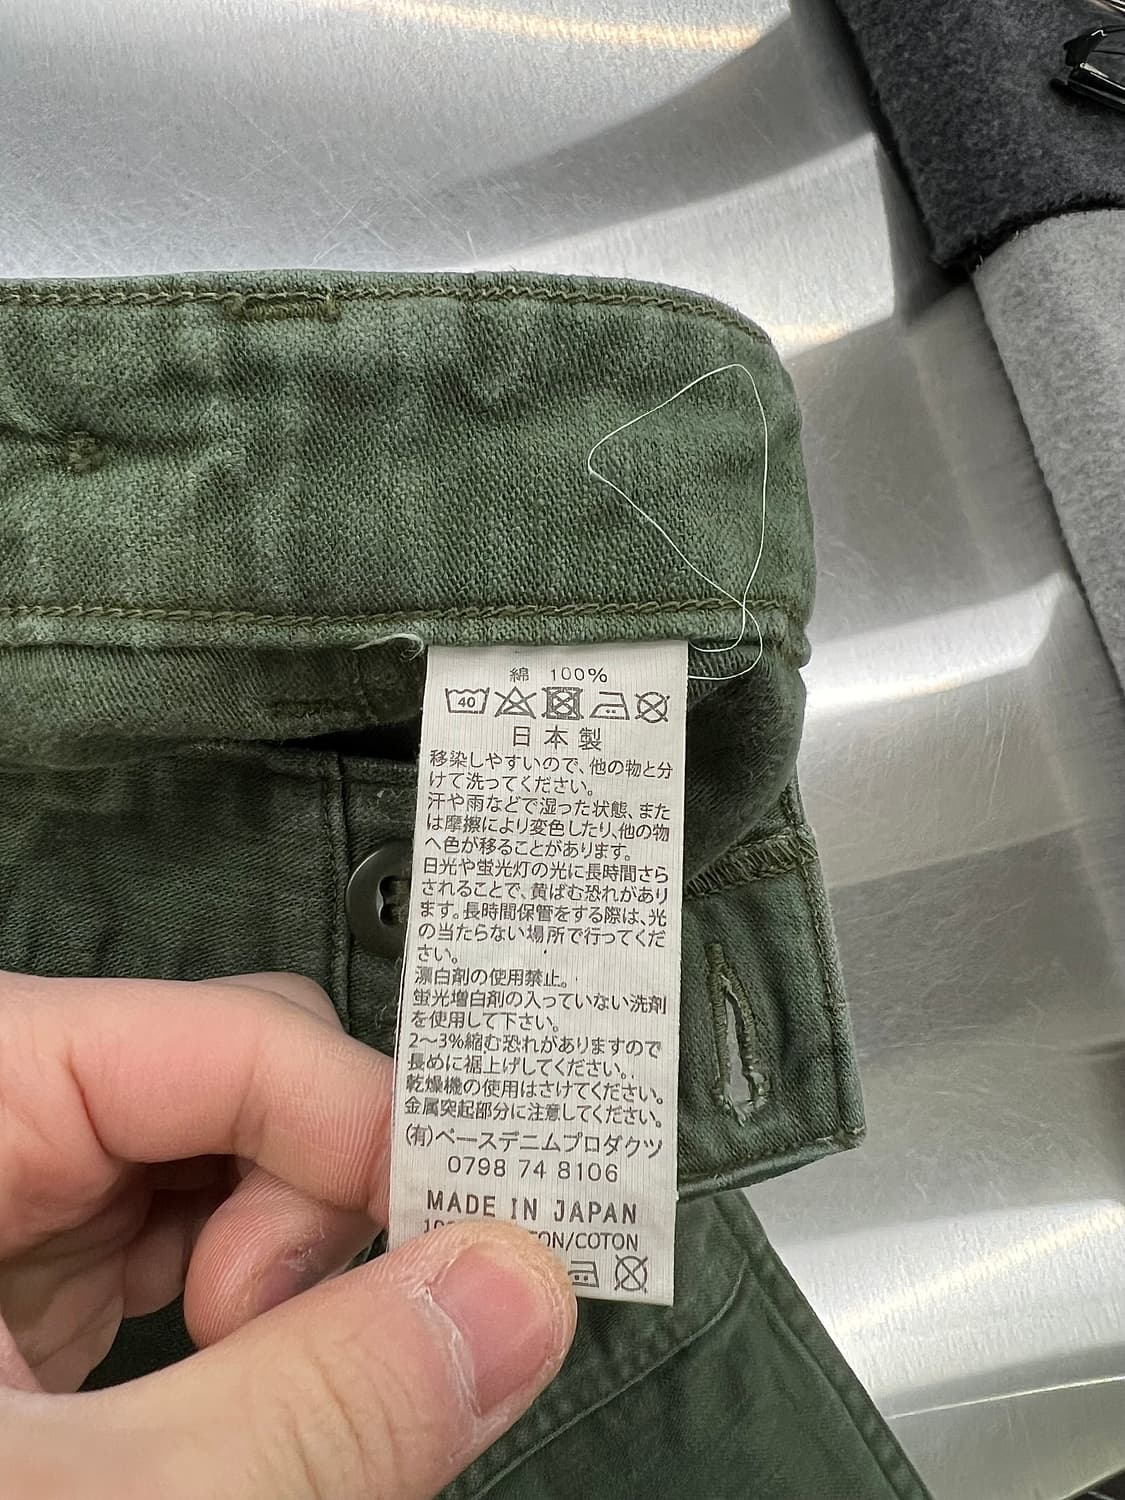 綿 100%
40
日本製
移染しやすいので、他の物と分
けて洗ってください。
汗や雨などで湿った状態、また
は摩擦により変色したり、他の物
へ色が移ることがあります。
日光や蛍光灯の光に長時間さら
されることで、黄ばむ恐れがあり
ます。長時間保管をする際は、光
の当たらない場所で行ってくだ
さい。
漂白剤の使用禁止。
蛍光増白剤の入っていない洗剤
を使用して下さい。
2〜3%縮む恐れがありますので
長めに裾上げしてください。
乾燥機の使用はさけてください。
金属突起部分に注意してください。
(有)ベースデニムプロダクツ
0798 74 8106
MADE IN JAPAN
COTON